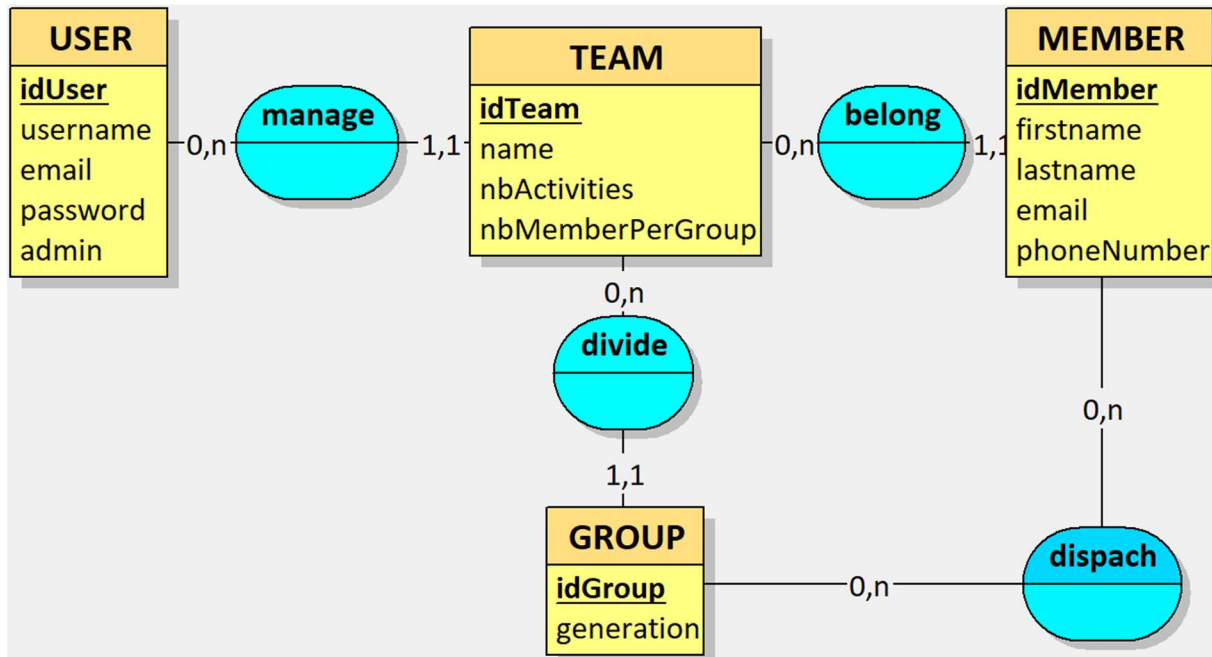 USER
idUser
username
email
password
admin
0,n
manage
1,1
TEAM
idTeam
name
nbActivities
nbMemberPerGroup
0,n
belong
1,1
MEMBER
idMember
firstname
lastname
email
phoneNumber
0,n
divide
1,1
GROUP
idGroup
generation
0,n
dispach
0,n